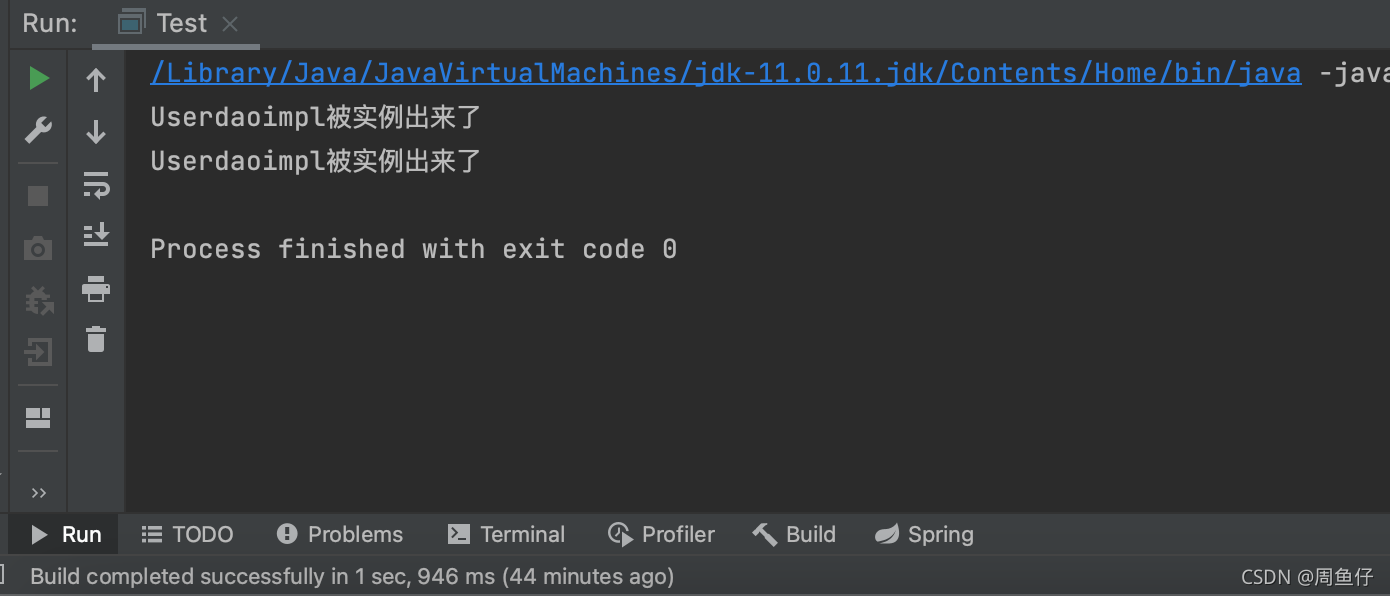 Run: Test
/Library/Java/JavaVirtualMachines/jdk-11.0.11.jdk/Contents/Home/bin/java -java
Userdaoimpl被实例出来了
Userdaoimpl被实例出来了
Process finished with exit code 0
Run TODO Problems Terminal Profiler Build Spring
Build completed successfully in 1 sec, 946 ms (44 minutes ago)
CSDN @周鱼仔